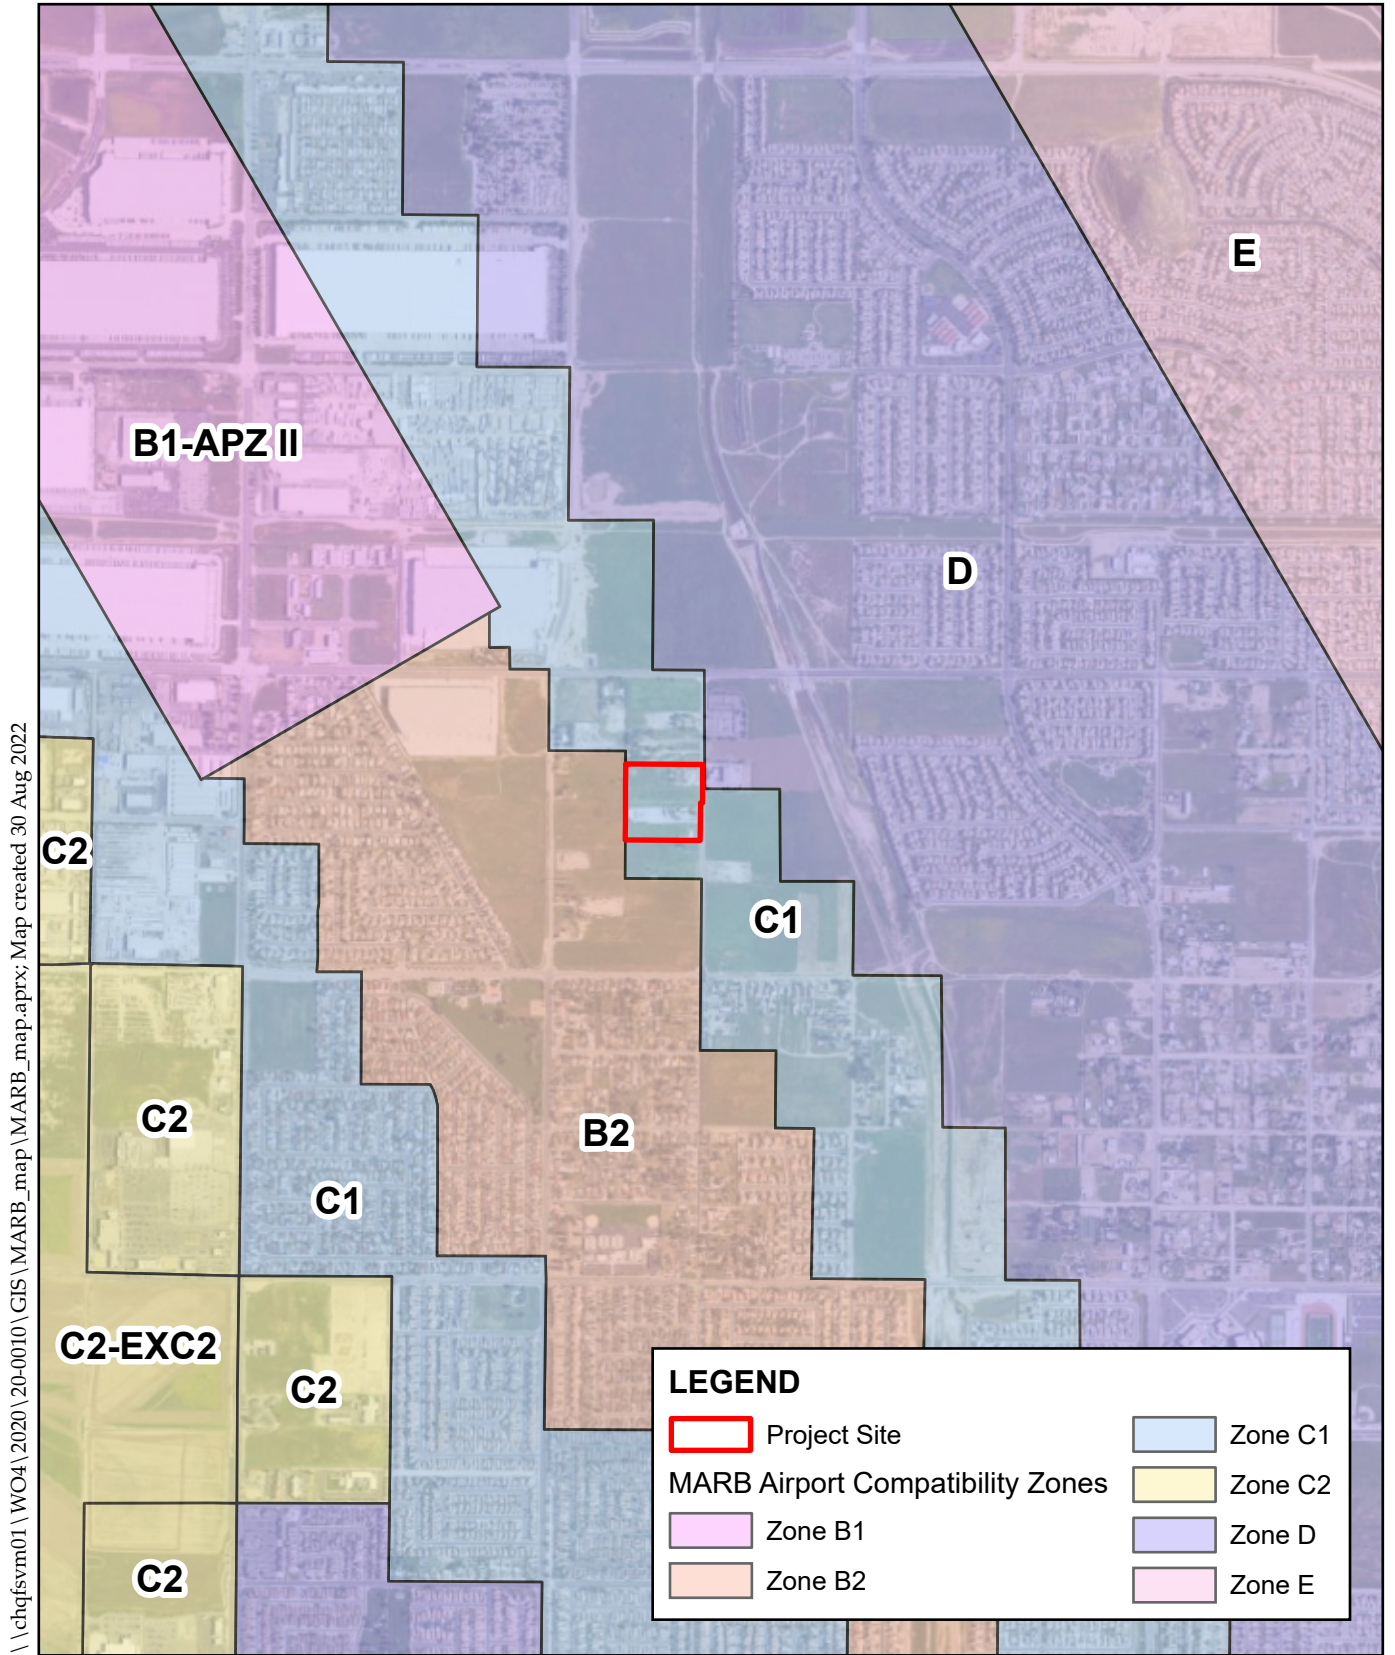 E
B1-APZ II
D
C2
C1
C2
B2
C1
C2-EXC2
C2
C2
LEGEND
Project Site
MARB Airport Compatibility Zones
Zone B1
Zone B2
Zone C1
Zone C2
Zone D
Zone E
\\chqfsvm01\WO4\2020\20-0010\GIS\MARB_map\MARB_map.aprx; Map created 30 Aug 2022